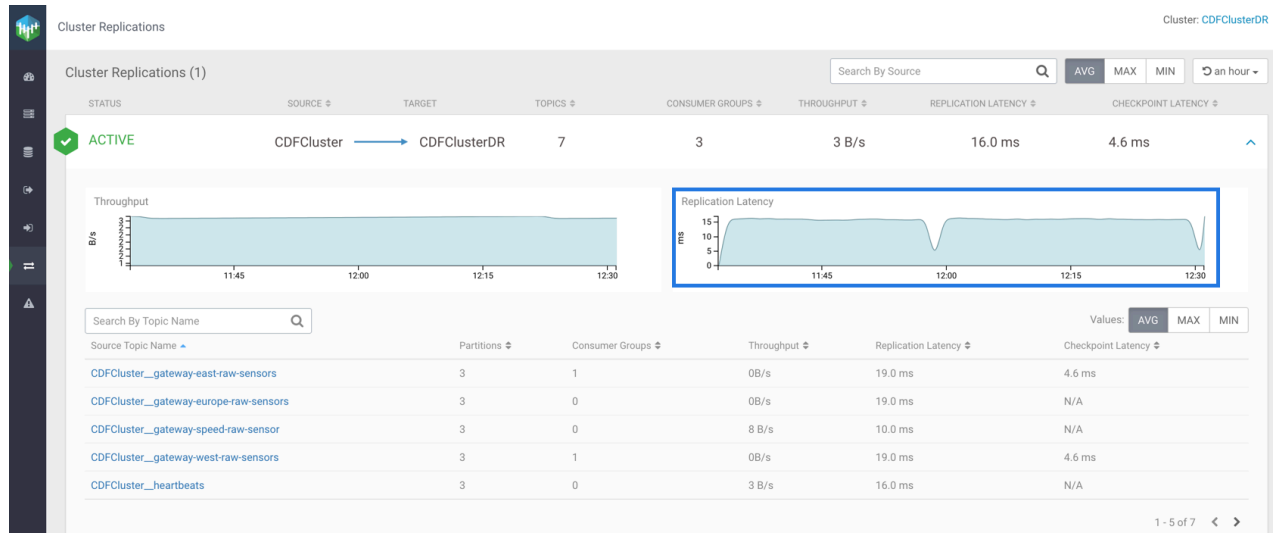 Cluster Replications
Cluster: CDFClusterDR
Cluster Replications (1)
Search By Source
AVG MAX MIN an hour
STATUS SOURCE TARGET TOPICS CONSUMER GROUPS THROUGHPUT REPLICATION LATENCY CHECKPOINT LATENCY
ACTIVE CDFCluster CDFClusterDR 7 3 3 B/s 16.0 ms 4.6 ms
Throughput
B/s
3
2
2
2
2
2
1
11:45 12:00 12:15 12:30
Replication Latency
ms
15
10
5
0
11:45 12:00 12:15 12:30
Search By Topic Name
Values: AVG MAX MIN
Source Topic Name Partitions Consumer Groups Throughput Replication Latency Checkpoint Latency
CDFCluster__gateway-east-raw-sensors 3 1 0B/s 19.0 ms 4.6 ms
CDFCluster__gateway-europe-raw-sensors 3 0 0B/s 19.0 ms N/A
CDFCluster__gateway-speed-raw-sensor 3 0 8 B/s 10.0 ms N/A
CDFCluster__gateway-west-raw-sensors 3 1 0B/s 19.0 ms 4.6 ms
CDFCluster__heartbeats 3 0 3 B/s 16.0 ms N/A
1 - 5 of 7